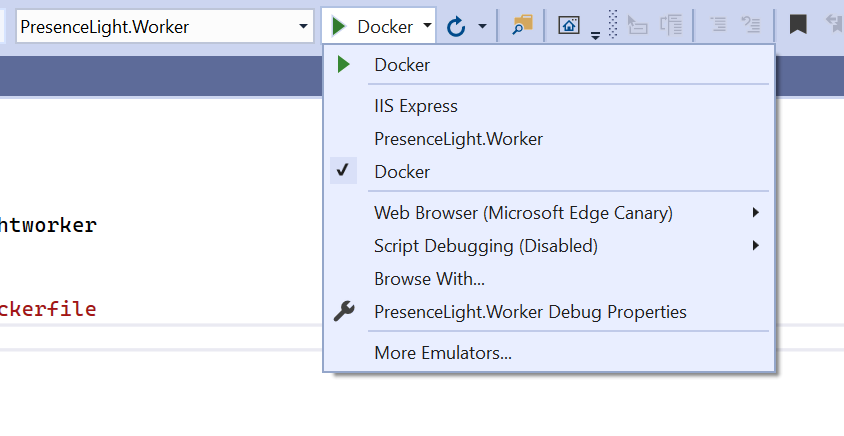 PresenceLight.Worker
Docker
Docker
IIS Express
PresenceLight.Worker
Docker
Web Browser (Microsoft Edge Canary)
htworker
Script Debugging (Disabled)
Browse With...
ckerfile
PresenceLight.Worker Debug Properties
More Emulators...